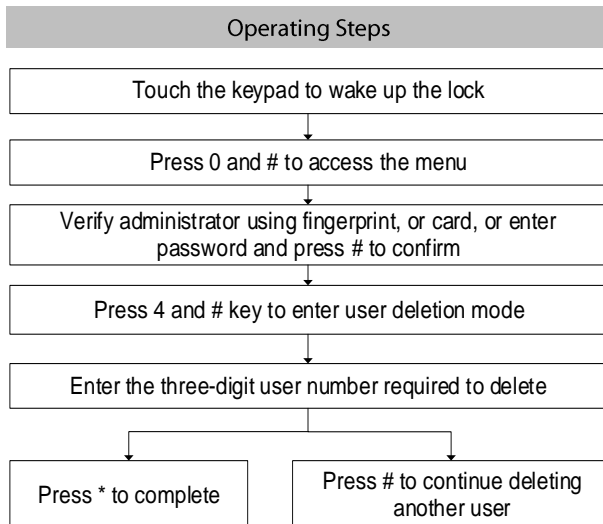 Operating Steps
Touch the keypad to wake up the lock
Press 0 and # to access the menu
Verify administrator using fingerprint, or card, or enter
password and press # to confirm
Press 4 and # key to enter user deletion mode
Enter the three-digit user number required to delete
Press * to complete
Press # to continue deleting
another user